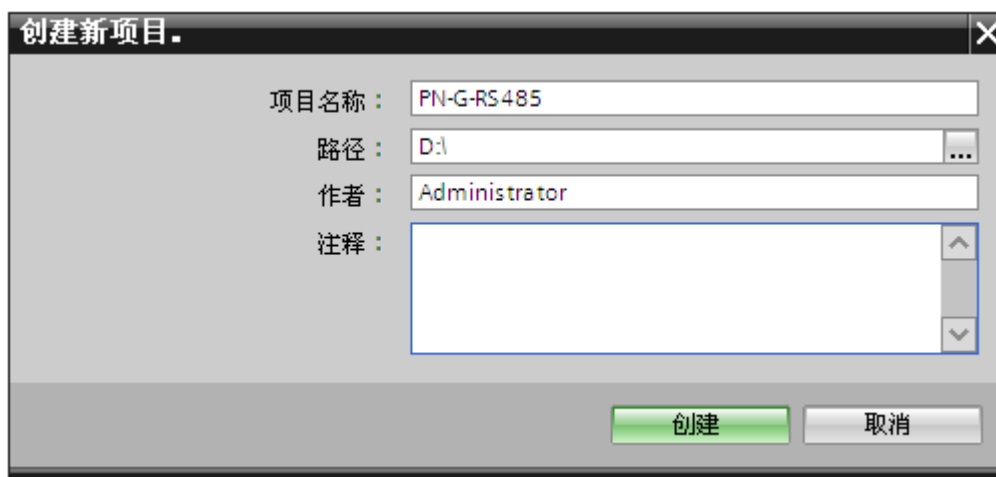 创建新项目.
项目名称： PN-G-RS485
路径： D:\
...
作者： Administrator
注释：
创建 取消